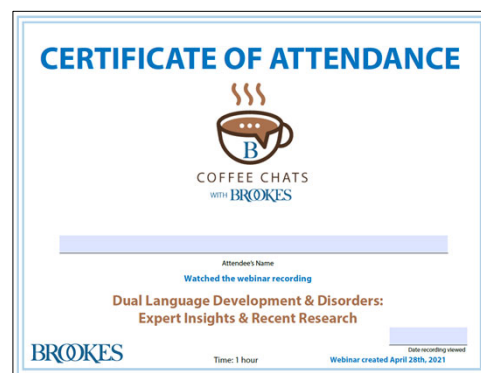 CERTIFICATE OF ATTENDANCE
B
COFFEE CHATS
WITH BROOKES
Attendee's Name
Watched the webinar recording
Dual Language Development & Disorders:
Expert Insights & Recent Research
BROOKES
Time: 1 hour
Date recording viewed
Webinar created April 28th, 2021